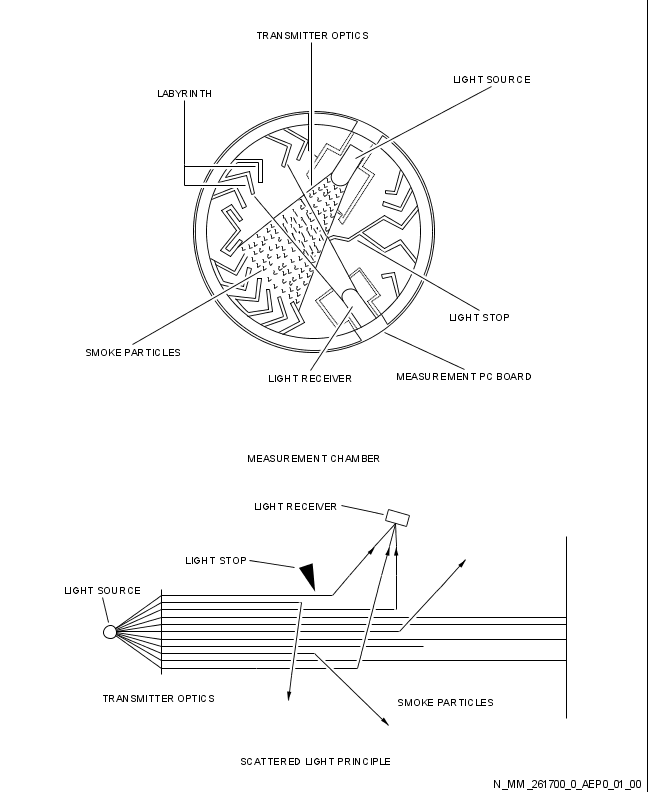 TRANSMITTER OPTICS
LIGHT SOURCE
LABYRINTH
LIGHT STOP
SMOKE PARTICLES
LIGHT RECEIVER
MEASUREMENT PC BOARD
MEASUREMENT CHAMBER
LIGHT RECEIVER
LIGHT STOP
LIGHT SOURCE
TRANSMITTER OPTICS
SMOKE PARTICLES
SCATTERED LIGHT PRINCIPLE
N_MM_261700_0_AEP0_01_00